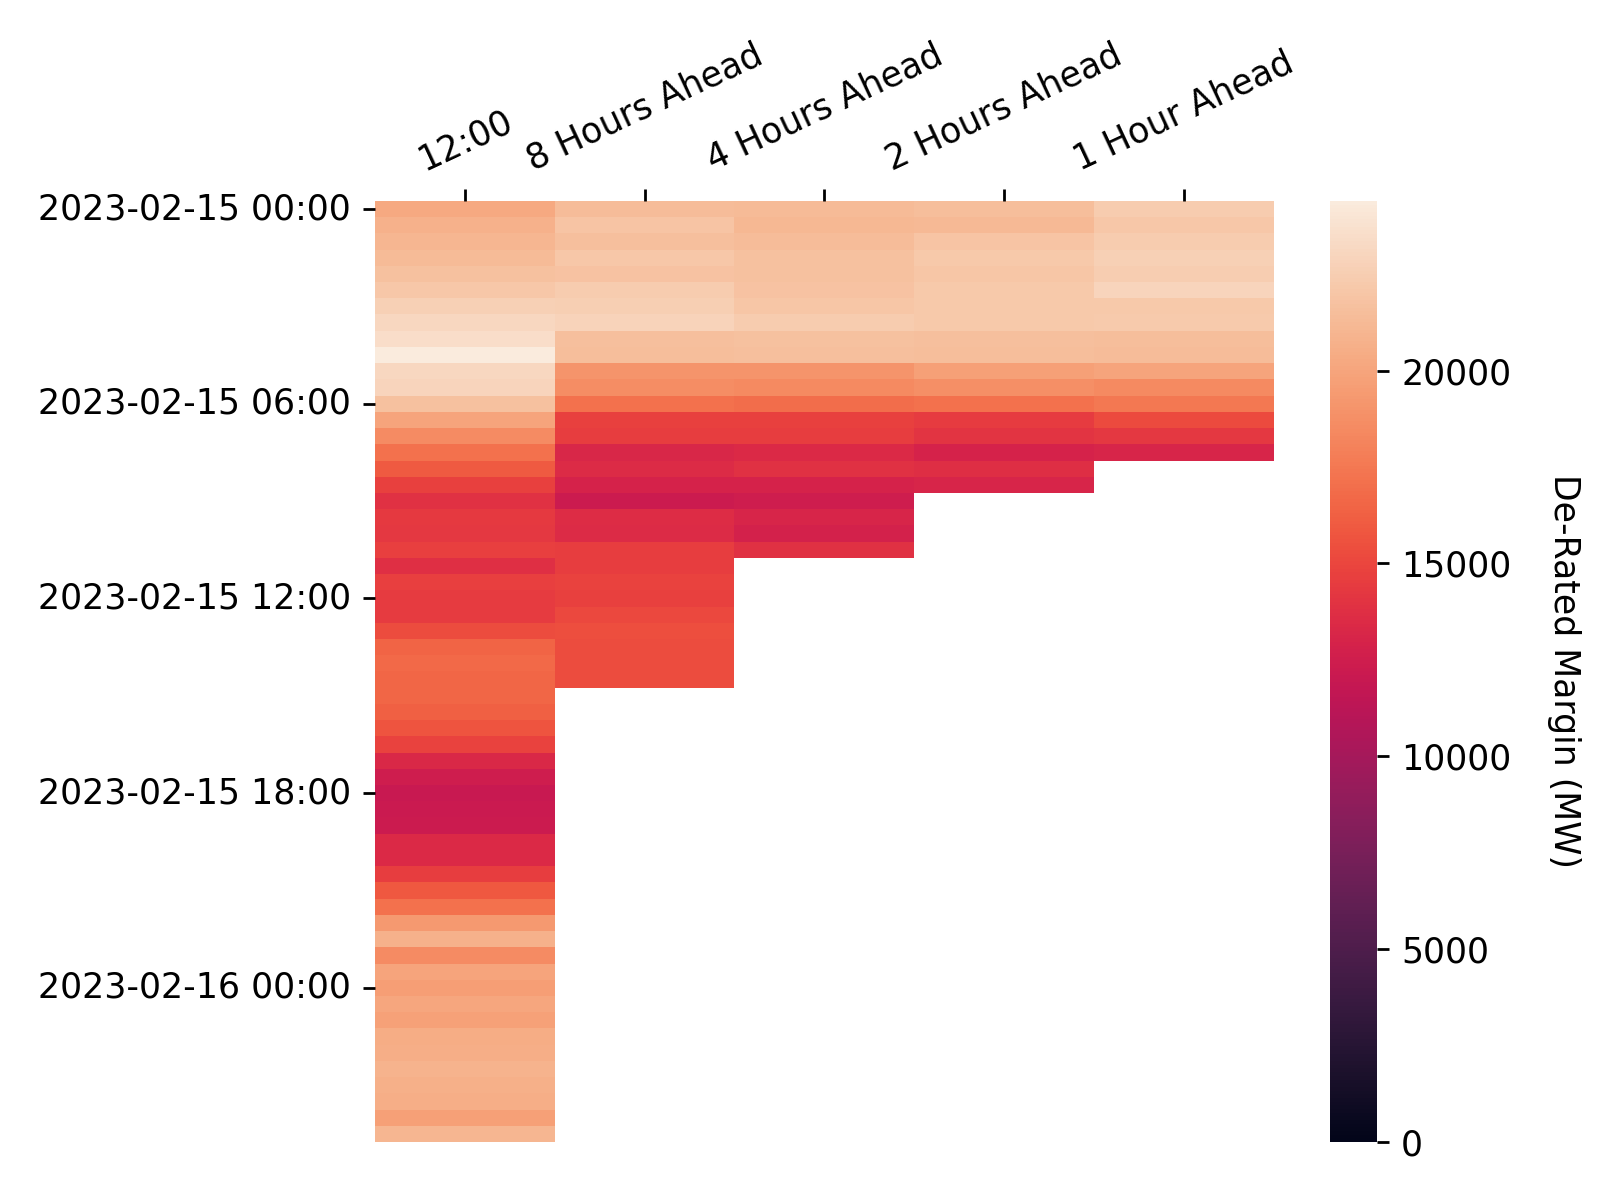 12:00
8 Hours Ahead
4 Hours Ahead
2 Hours Ahead
1 Hour Ahead
2023-02-15 00:00
2023-02-15 06:00
2023-02-15 12:00
2023-02-15 18:00
2023-02-16 00:00
20000
15000
10000
5000
0
De-Rated Margin (MW)